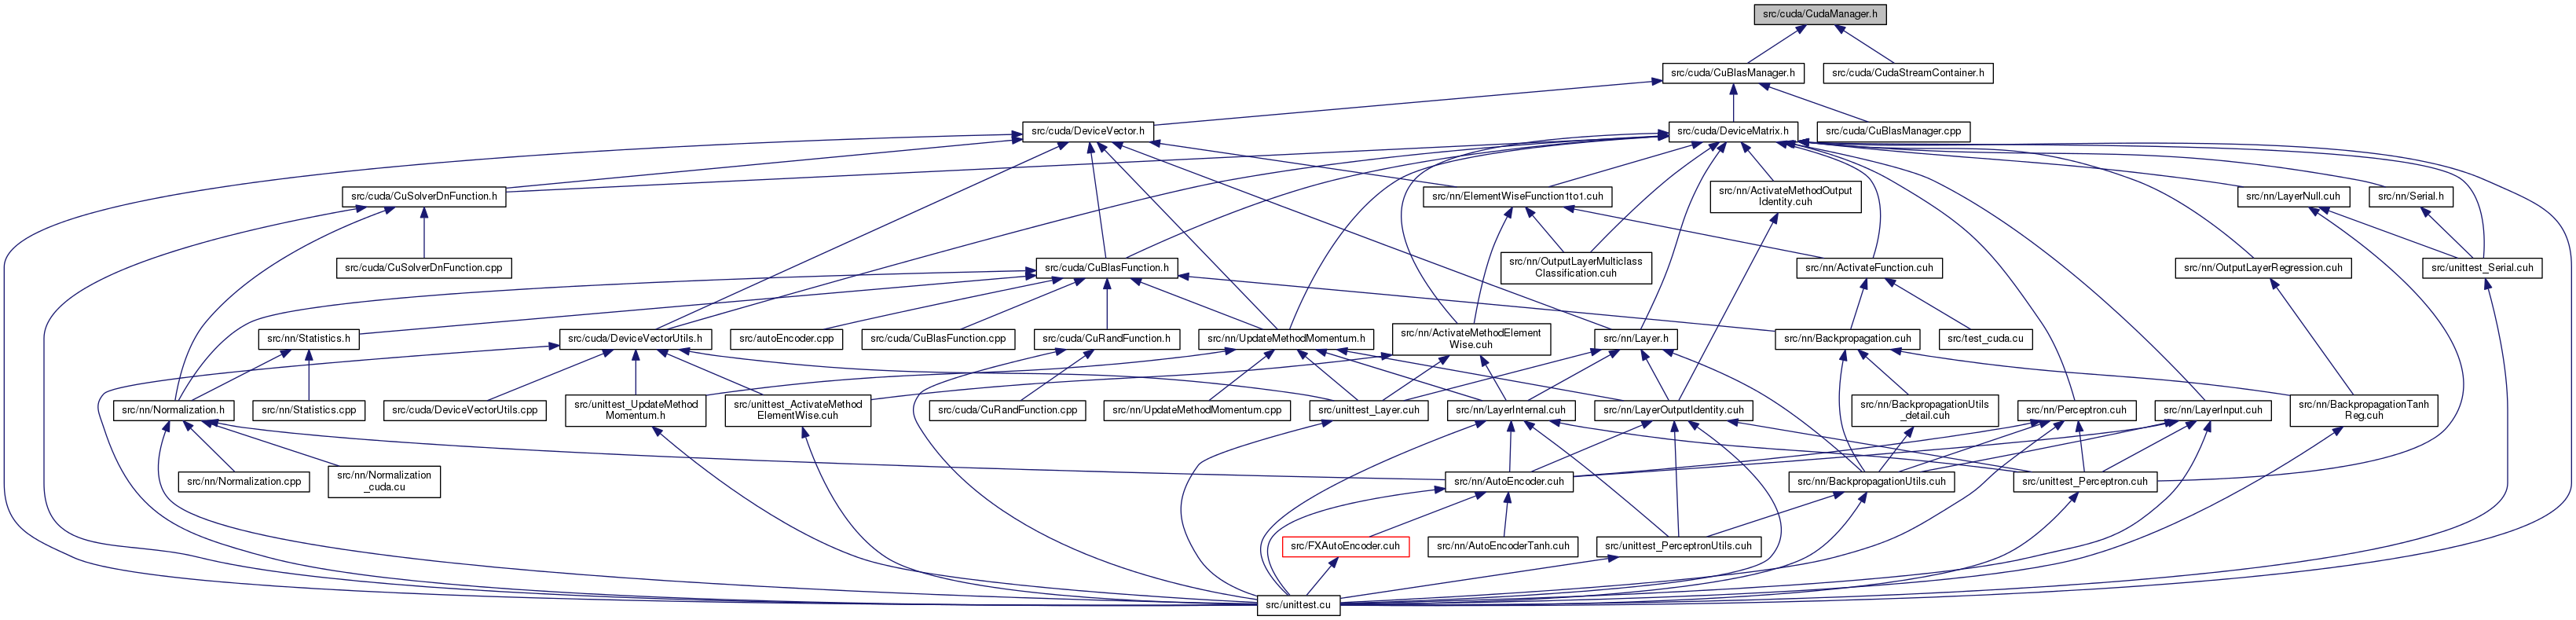 src/cuda/CudaManager.h
src/cuda/CuBlasManager.h
src/cuda/CudaStreamContainer.h
src/cuda/DeviceVector.h
src/cuda/DeviceMatrix.h
src/cuda/CuBlasManager.cpp
src/cuda/CuSolverDnFunction.h
src/nn/ElementWiseFunction1to1.cuh
src/nn/ActivateMethodOutput
Identity.cuh
src/nn/LayerNull.cuh
src/nn/Serial.h
src/cuda/CuSolverDnFunction.cpp
src/cuda/CuBlasFunction.h
src/nn/OutputLayerMulticlass
Classification.cuh
src/nn/ActivateFunction.cuh
src/nn/OutputLayerRegression.cuh
src/unittest_Serial.cuh
src/nn/Statistics.h
src/cuda/DeviceVectorUtils.h
src/autoEncoder.cpp
src/cuda/CuBlasFunction.cpp
src/cuda/CuRandFunction.h
src/nn/UpdateMethodMomentum.h
src/nn/ActivateMethodElement
Wise.cuh
src/nn/Layer.h
src/nn/Backpropagation.cuh
src/test_cuda.cu
src/nn/Normalization.h
src/nn/Statistics.cpp
src/cuda/DeviceVectorUtils.cpp
src/unittest_UpdateMethod
Momentum.h
src/unittest_ActivateMethod
ElementWise.cuh
src/cuda/CuRandFunction.cpp
src/nn/UpdateMethodMomentum.cpp
src/unittest_Layer.cuh
src/nn/LayerInternal.cuh
src/nn/LayerOutputIdentity.cuh
src/nn/BackpropagationUtils
_detail.cuh
src/nn/Perceptron.cuh
src/nn/LayerInput.cuh
src/nn/BackpropagationTanh
Reg.cuh
src/nn/Normalization.cpp
src/nn/Normalization
_cuda.cu
src/nn/AutoEncoder.cuh
src/nn/BackpropagationUtils.cuh
src/unittest_Perceptron.cuh
src/FXAutoEncoder.cuh
src/nn/AutoEncoderTanh.cuh
src/unittest_PerceptronUtils.cuh
src/unittest.cu